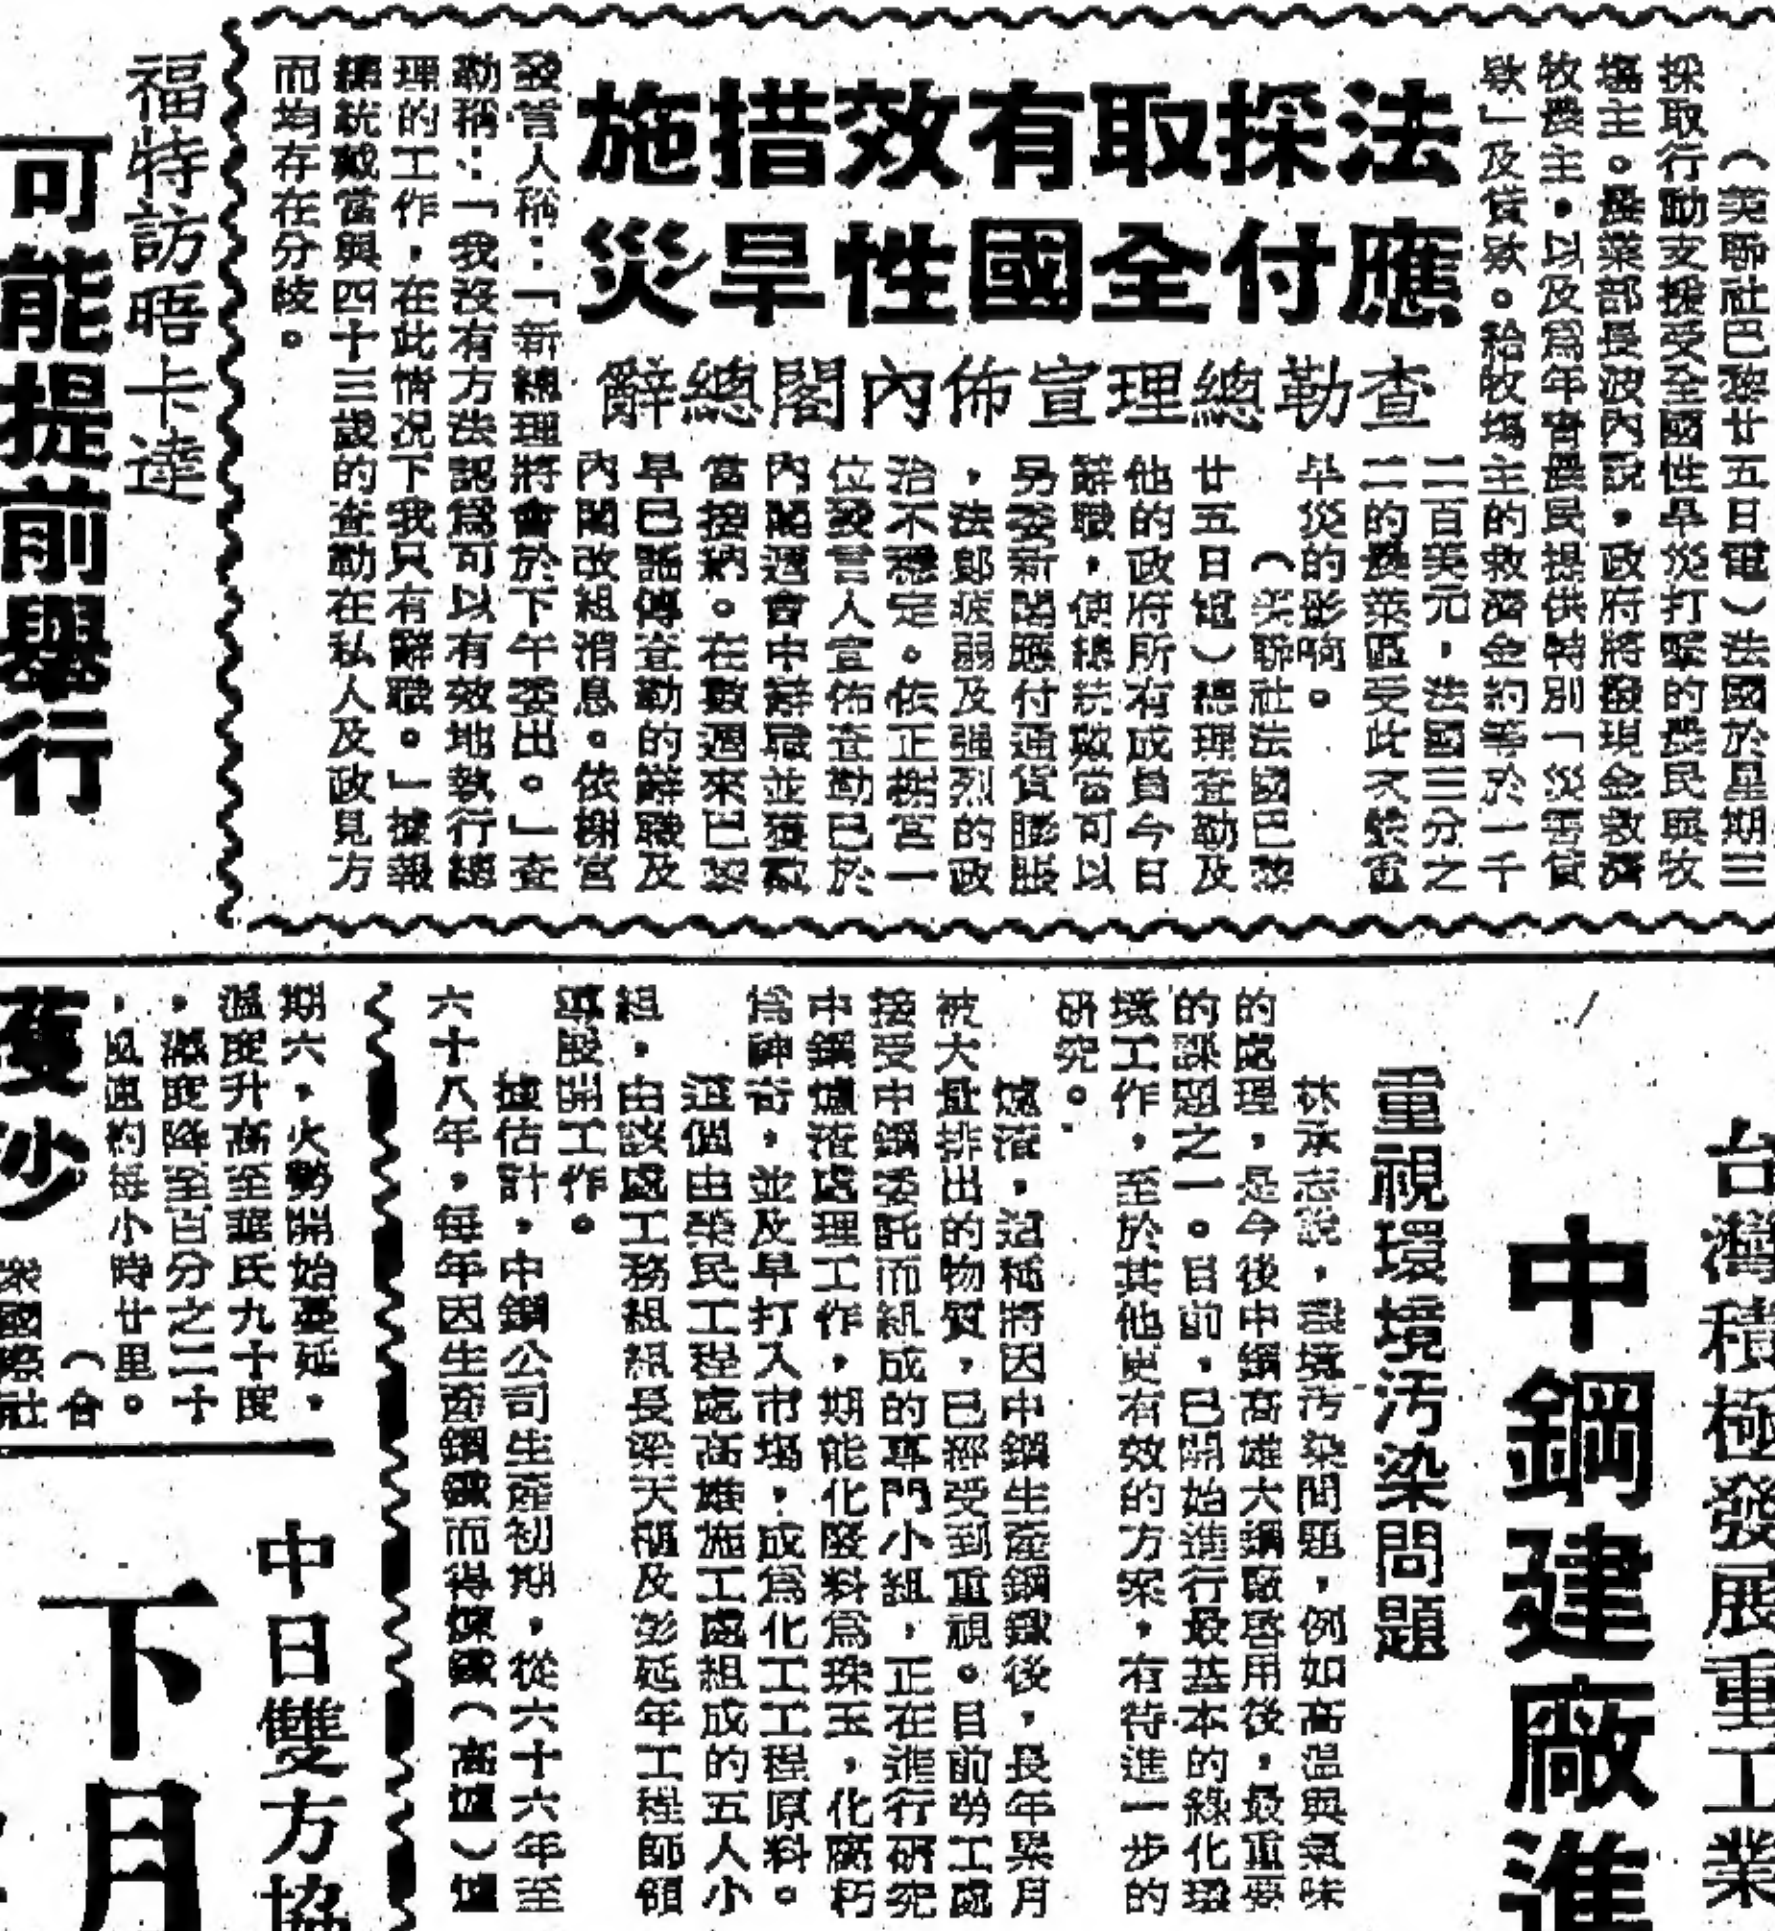 法採取有效措施
應付全國性旱災
查勒總理宣佈內閣總辭
（美聯社巴黎廿五日電）法國於星期三
採取行動支援受全國性旱災打擊的農民與牧
場主。農業部長波內說，政府將撥現金救濟
牧農主，以及為年青農民提供特別「災害貸
欵」及貸欵。給牧塲主的救濟金約等於一千
二百美元，法國三分之
二的農業區受此次
旱災的影响。
（美聯社法國巴黎
廿五日電）總理查勒及
他的政府所有成員今日
辭職，使總統戴當可以
另委新閣應付通貨膨脹
，法郎疲弱及强烈的政
治不穩定。依正榭宮一
位發言人宣佈查勒已於
內閣週會中辭職並獲戴
當接納。在數週來巴黎
早已謠傳查勒的辭職及
內閣改組消息。依榭宮
發言人稱：「新總理將會於下午委出。」查
勒稱：「我沒有方法認爲可以有效地執行總
理的工作，在此情况下我只有辭職。」據報
總統戴當與四十三歲的查勒在私人及政見方
而均存在分歧。
福特訪晤卡達
可能提前舉行
台灣積極發展重工業
中鋼建廠進
重視環境污染問題
林永志說，環境汚染問題，例如高温與氣味
的處理，是今後中鋼高雄大鋼廠啓用後，最重要
的課題之一。目前，已開始進行最基本的綠化環
境工作，至於其他更有效的方案，有待進一步的
研究。
爐渣，這種將因中鋼生產鋼鐵後，長年累月
被大量排出的物質，已經受到重視。目前勞工處
接受中鋼委託而組成的專門小組，正在進行研究
中鋼爐渣處理工作，期能化廢料爲珠玉，化腐朽
爲神奇，並及早打入市場，成爲化工工程原料。
這個由榮民工程處高雄施工處組成的五人小
組，由該處工務組組長梁天 及彭延年工程師領
導展開工作。
據估計，中鋼公司生產初期，從六十六年至
六十八年，每年因生產鋼鐵而得煉鐵（高爐）爐
期六，火勢開始蔓延，
溫度升高至 氏九十度
，濕度降至百分之二十
，風速約每小時廿里。
（合
衆國際社
中日雙方協
下月